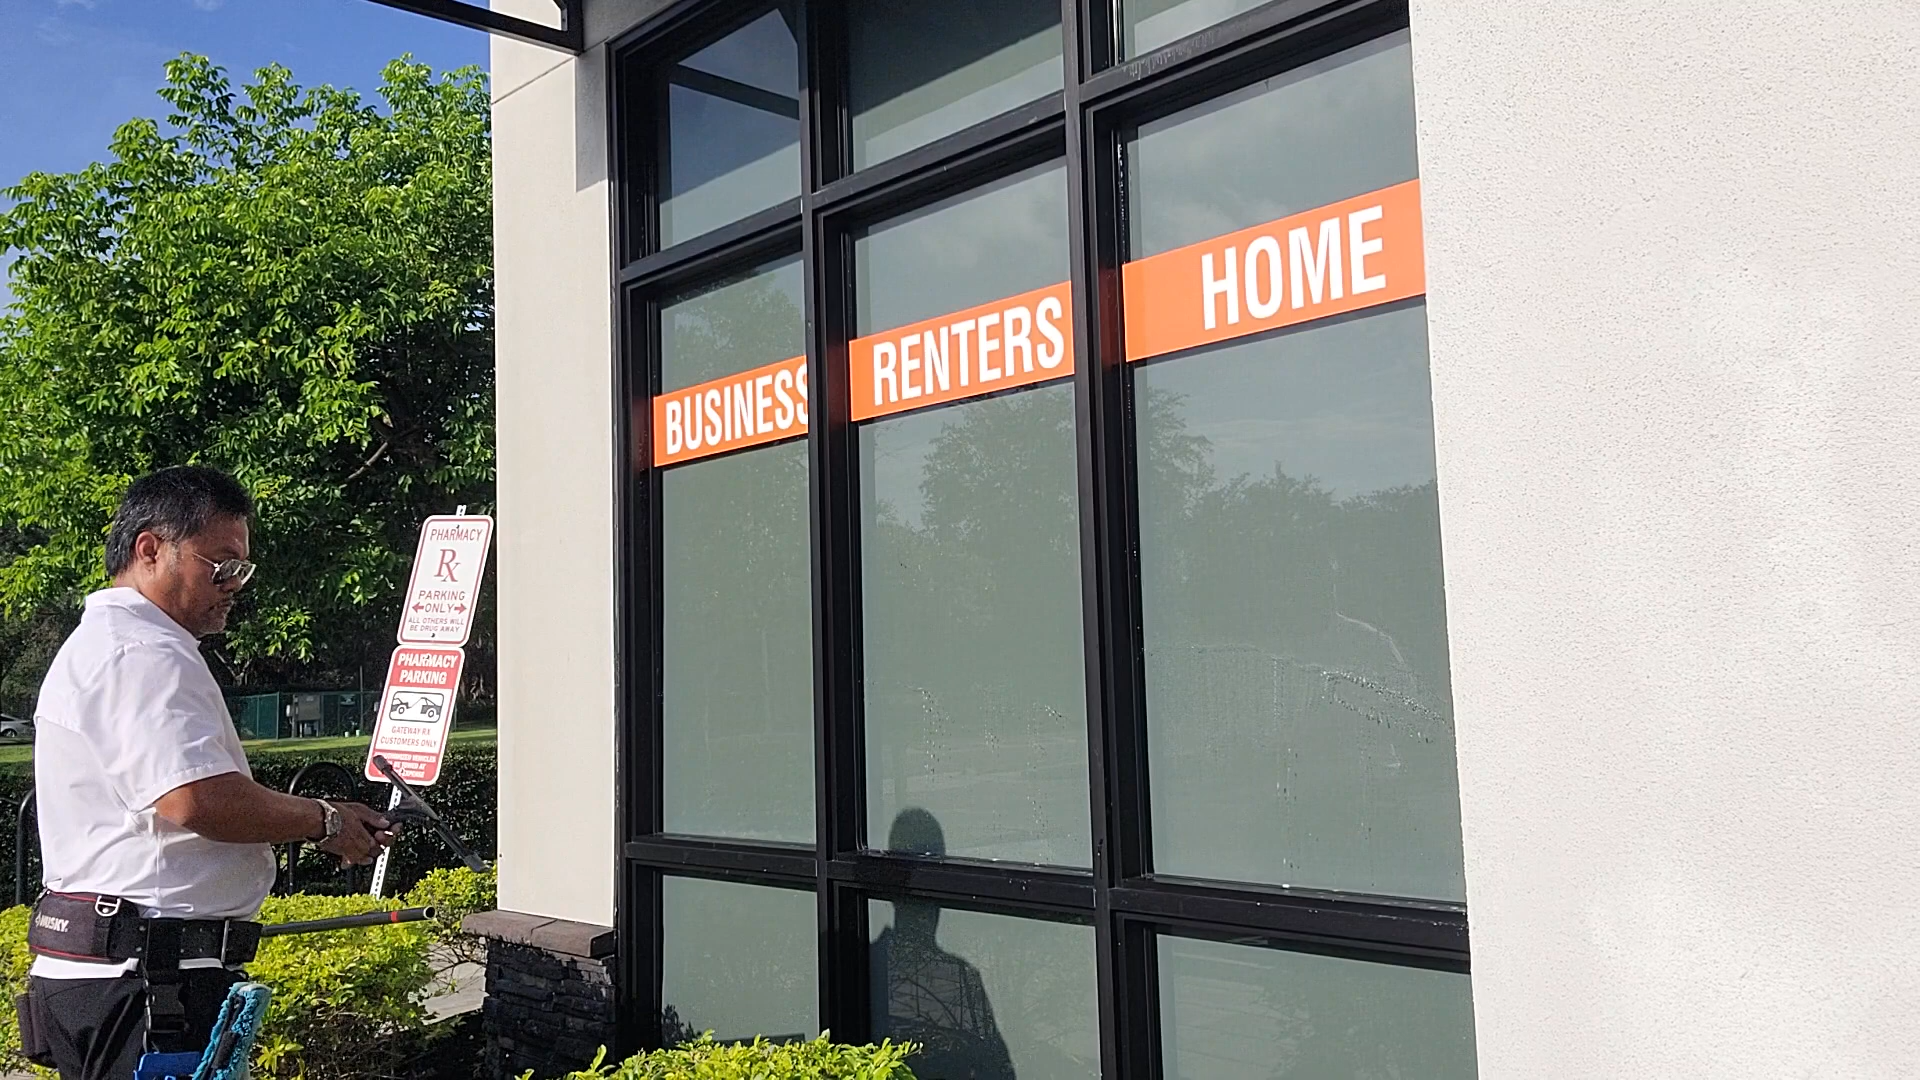 BUSINESS
RENTERS
HOME
PHARMACY
Rx
PARKING
ONLY
ALL OTHERS WILL
BE DRUG AWAY
PHARMACY
PARKING
GATEWAY RX
CUSTOMERS ONLY
VEHICLES
HUSKY